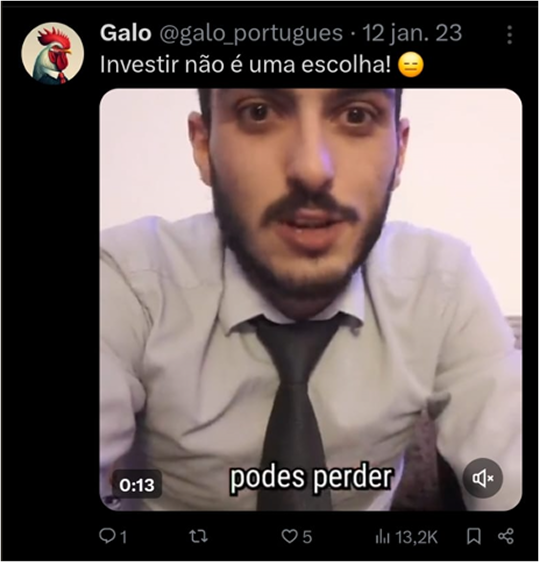 Galo @galo_portugues · 12 jan. 23
Investir não é uma escolha! 😑
podes perder
0:13
1 5 13,2K